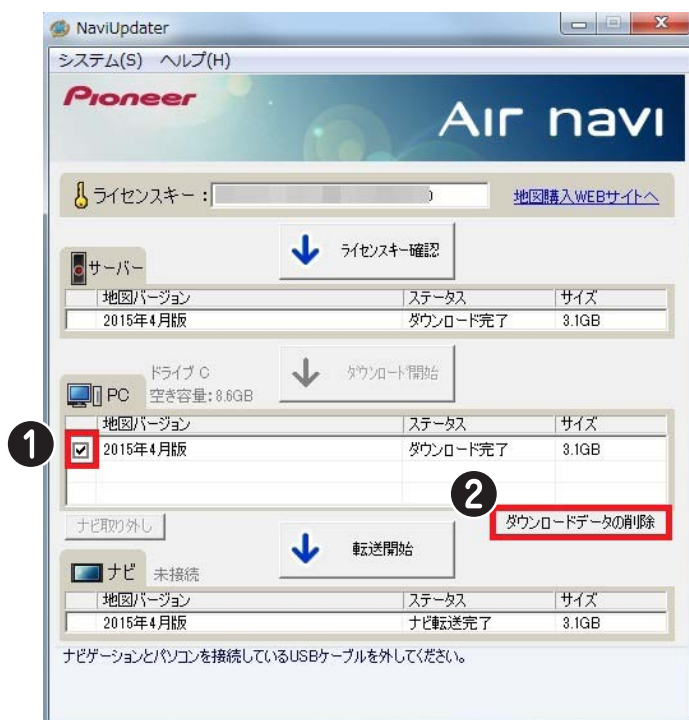 NaviUpdater
システム(S) ヘルプ(H)
Pioneer
AIr navi
ライセンスキー：
地図購入WEBサイトへ
ライセンスキー確認
サーバー
地図バージョン ステータス サイズ
2015年4月版 ダウンロード完了 3.1GB
ドライブ C
ダウンロード開始
PC 空き容量：8.6GB
地図バージョン ステータス サイズ
1
2015年4月版 ダウンロード完了 3.1GB
2
ナビ取り外し
ダウンロードデータの削除
転送開始
ナビ 未接続
地図バージョン ステータス サイズ
2015年4月版 ナビ転送完了 3.1GB
ナビゲーションとパソコンを接続しているUSBケーブルを外してください。